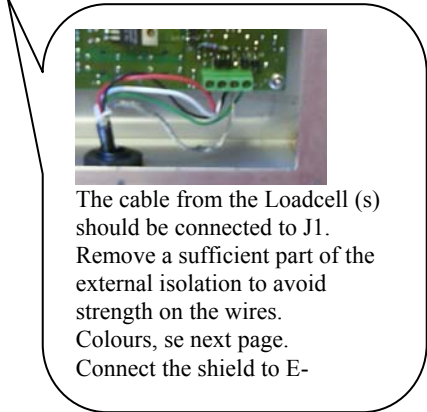 The cable from the Loadcell (s)
should be connected to J1.
Remove a sufficient part of the
external isolation to avoid
strength on the wires.
Colours, se next page.
Connect the shield to E-